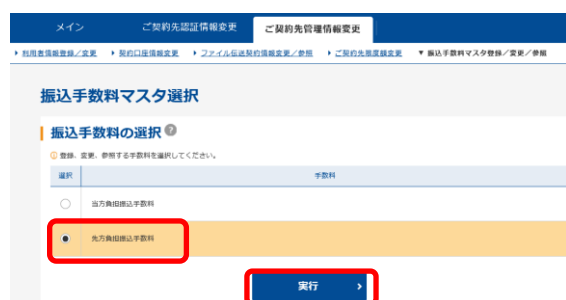 メイン ご契約先認証情報変更 ご契約先管理情報変更
利用者情報登録／変更 契約口座情報変更 ファイル伝送契約情報変更／参照 ご契約先限度額変更 振込手数料マスタ登録／変更／参照
振込手数料マスタ選択
振込手数料の選択
登録、変更、参照する手数料を選択してください。
選択 手数料
当方負担振込手数料
先方負担振込手数料
実行